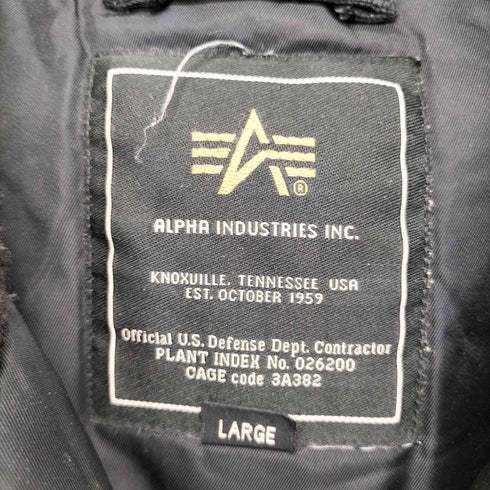 ®
ALPHA INDUSTRIES INC.
KNOXVILLE, TENNESSEE USA
EST. OCTOBER 1959
Official U.S. Defense Dept. Contractor
PLANT INDEX No. 026200
CAGE code 3A382
LARGE